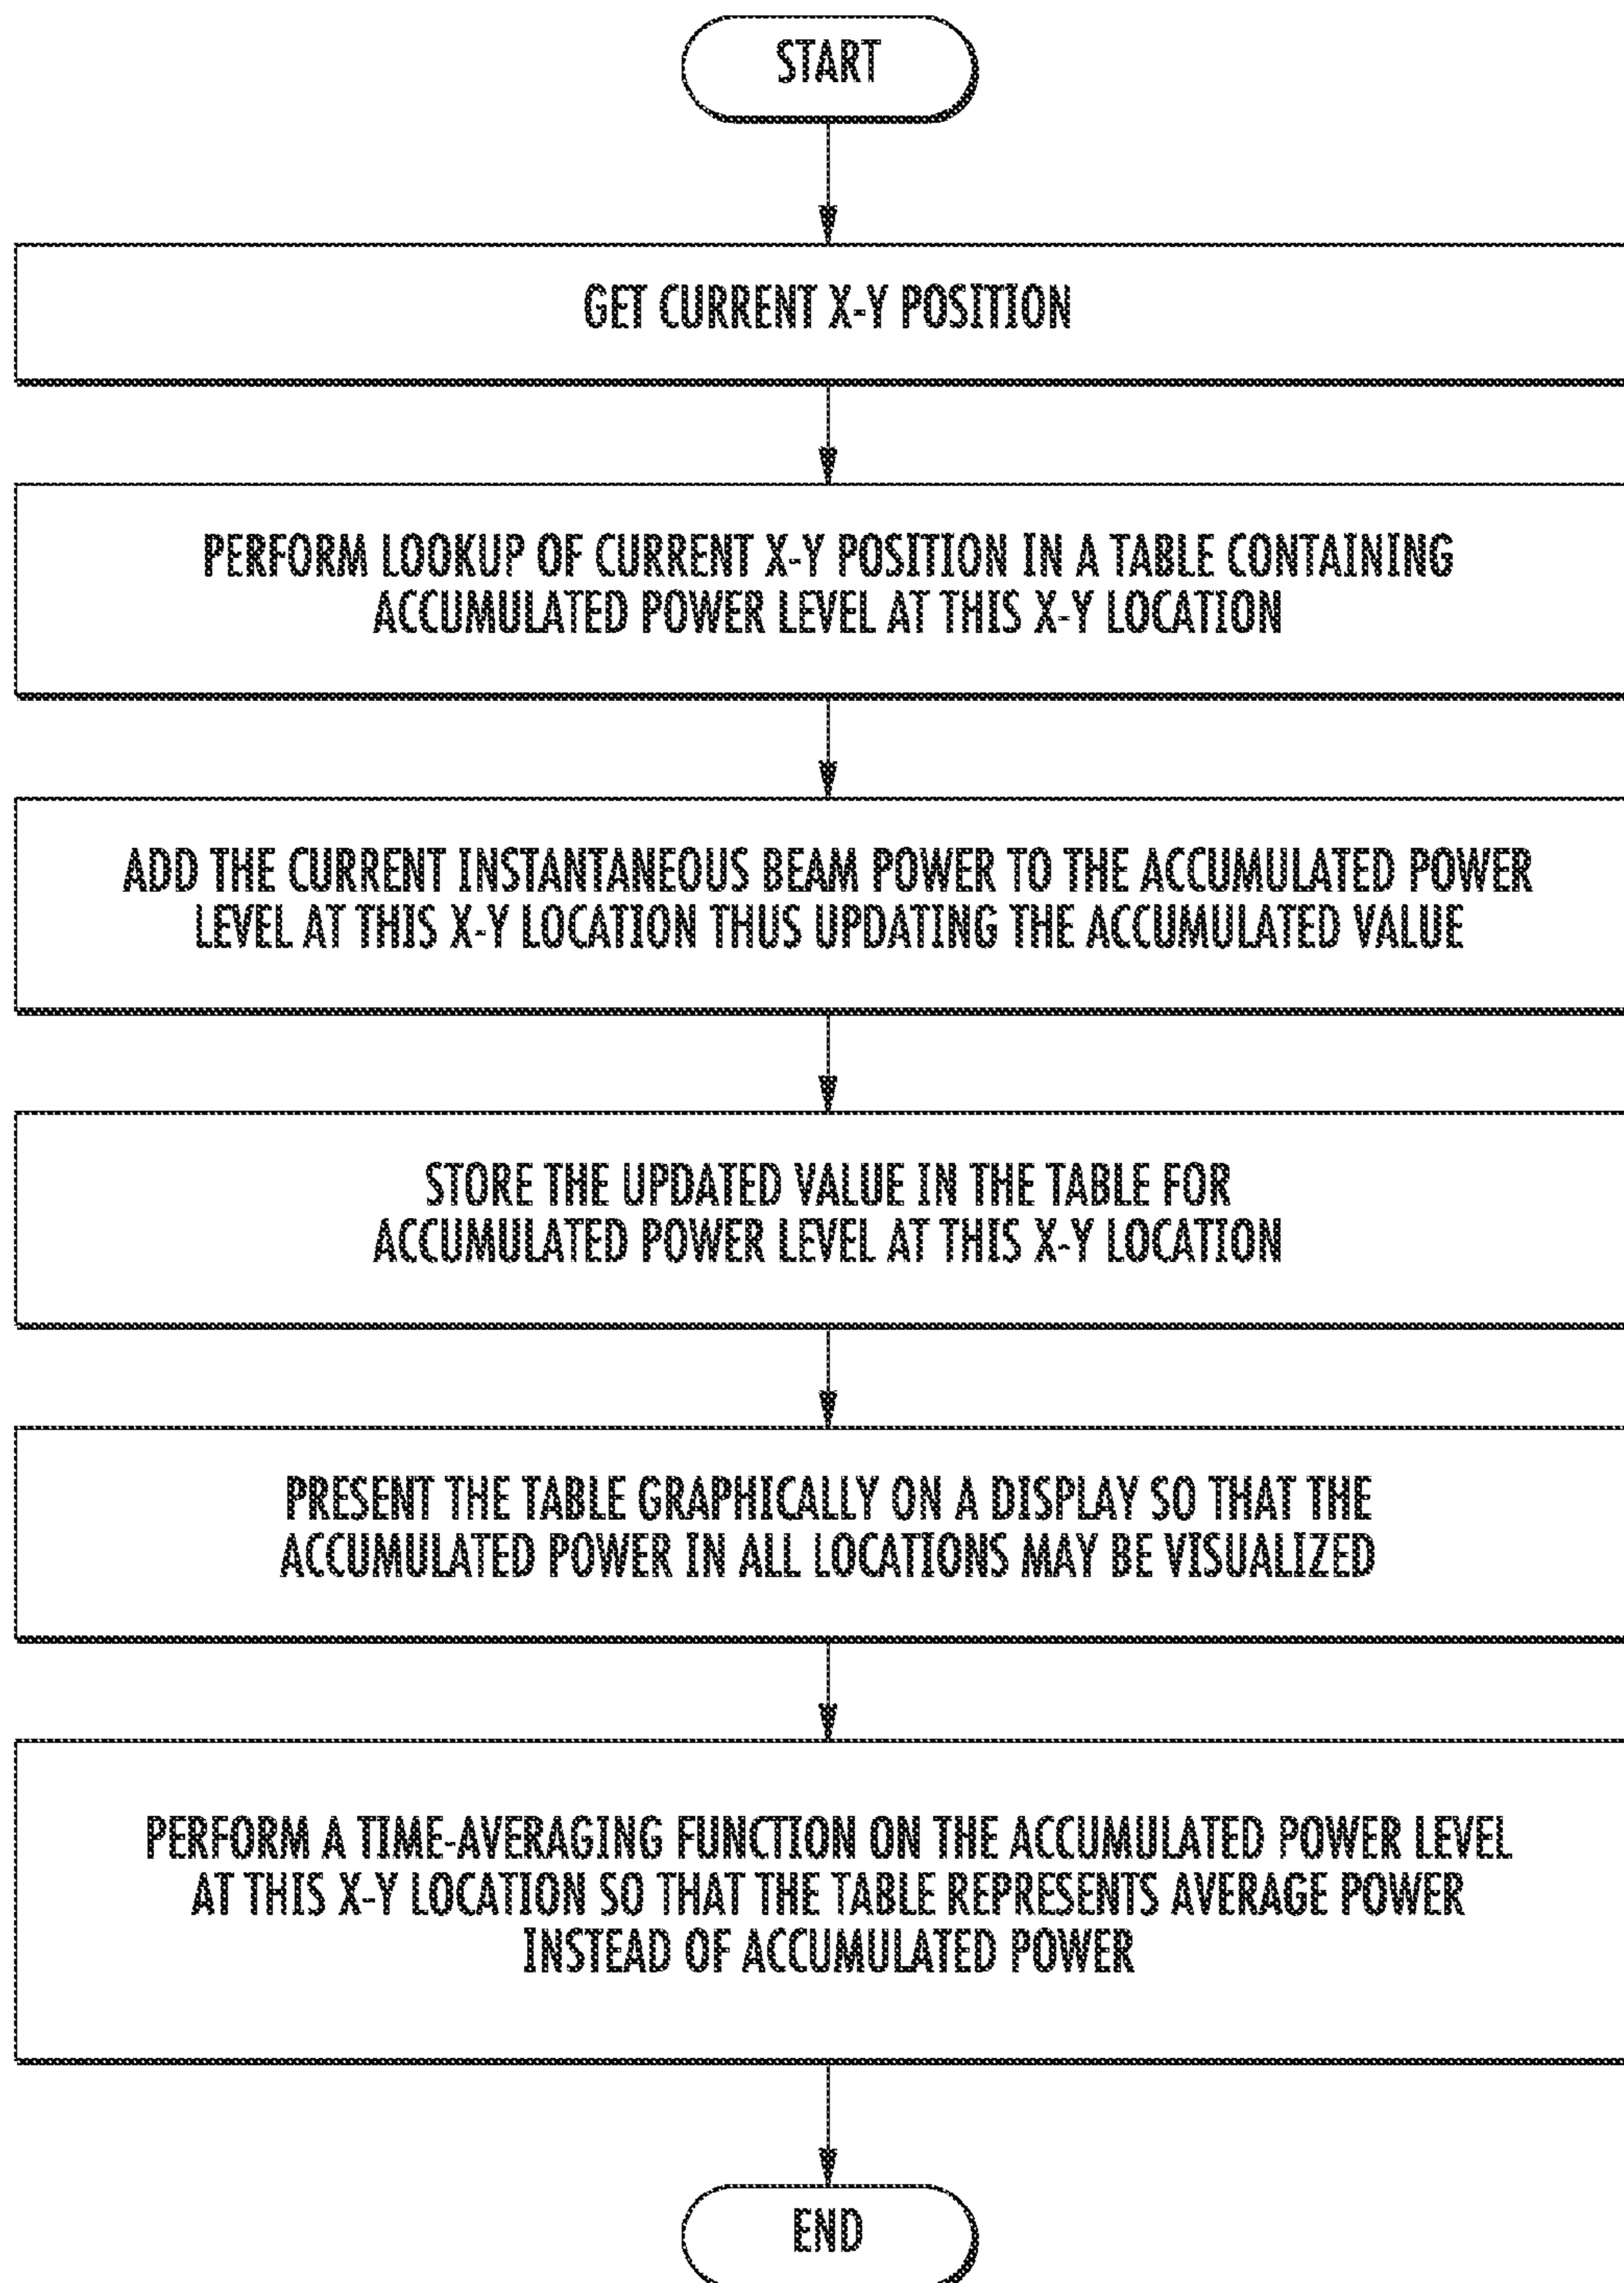 START
GET CURRENT X-Y POSITION
PERFORM LOOKUP OF CURRENT X-Y POSITION IN A TABLE CONTAINING
ACCUMULATED POWER LEVEL AT THIS X-Y LOCATION
ADD THE CURRENT INSTANTANEOUS BEAM POWER TO THE ACCUMULATED POWER
LEVEL AT THIS X-Y LOCATION THUS UPDATING THE ACCUMULATED VALUE
STORE THE UPDATED VALUE IN THE TABLE FOR
ACCUMULATED POWER LEVEL AT THIS X-Y LOCATION
PRESENT THE TABLE GRAPHICALLY ON A DISPLAY SO THAT THE
ACCUMULATED POWER IN ALL LOCATIONS MAY BE VISUALIZED
PERFORM A TIME-AVERAGING FUNCTION ON THE ACCUMULATED POWER LEVEL
AT THIS X-Y LOCATION SO THAT THE TABLE REPRESENTS AVERAGE POWER
INSTEAD OF ACCUMULATED POWER
END